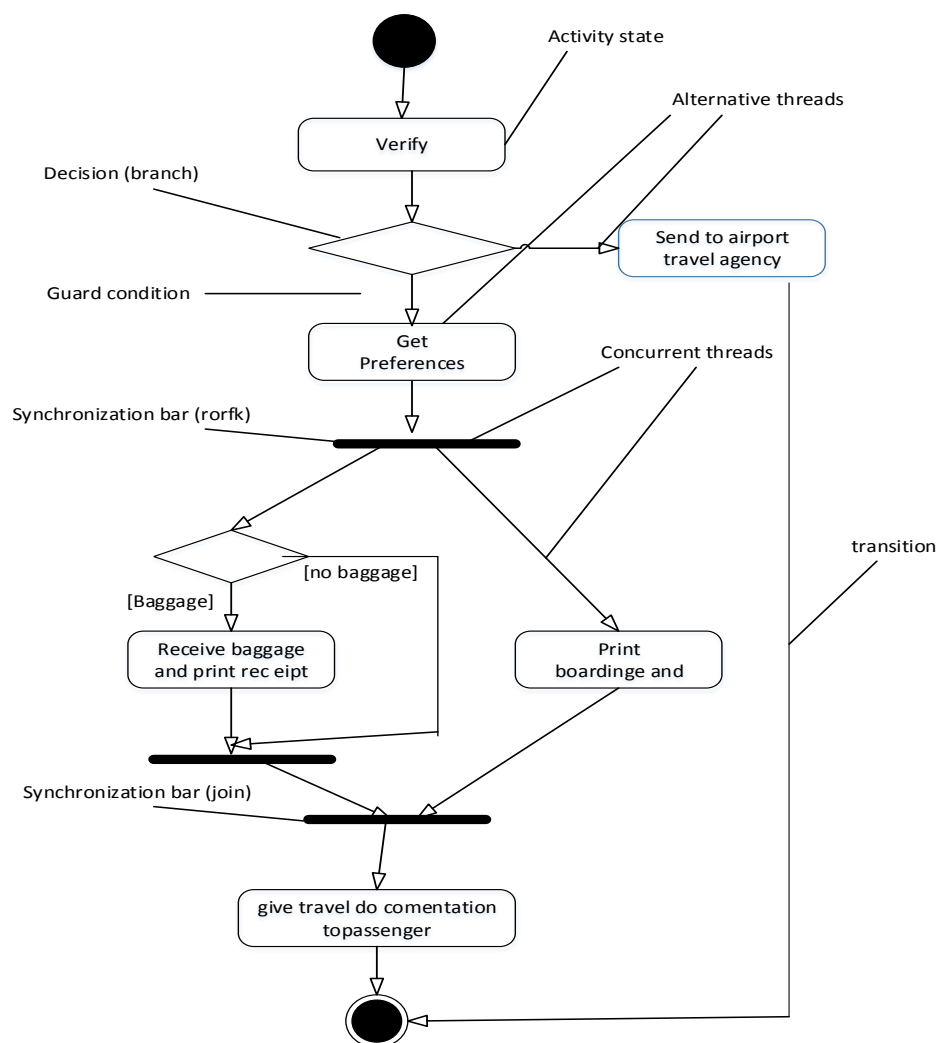 Activity state
Alternative threads
Verify
Decision (branch)
Send to airport
travel agency
Guard condition
Get
Preferences
Concurrent threads
Synchronization bar (rorfk)
transition
[no baggage]
[Baggage]
Receive baggage
and print rec eipt
Print
boardinge and
Synchronization bar (join)
give travel do comentation
topassenger